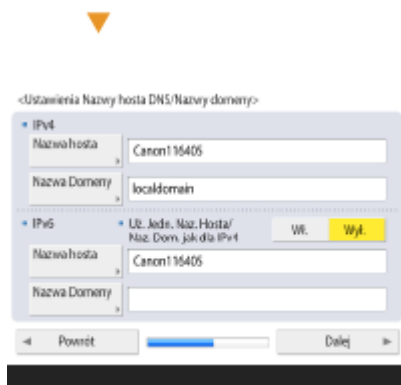 <Ustawienia Nazwy hosta DNS/Nazwy domeny>
IPv4
Nazwa hosta
Canon116405
Nazwa Domeny
localdomain
IPv6
Uż. Jedn. Naz. Hosta/
Naz. Dom. jak dla IPv4
Wł.
Wył.
Nazwa hosta
Canon116405
Nazwa Domeny
Powrót
Dalej